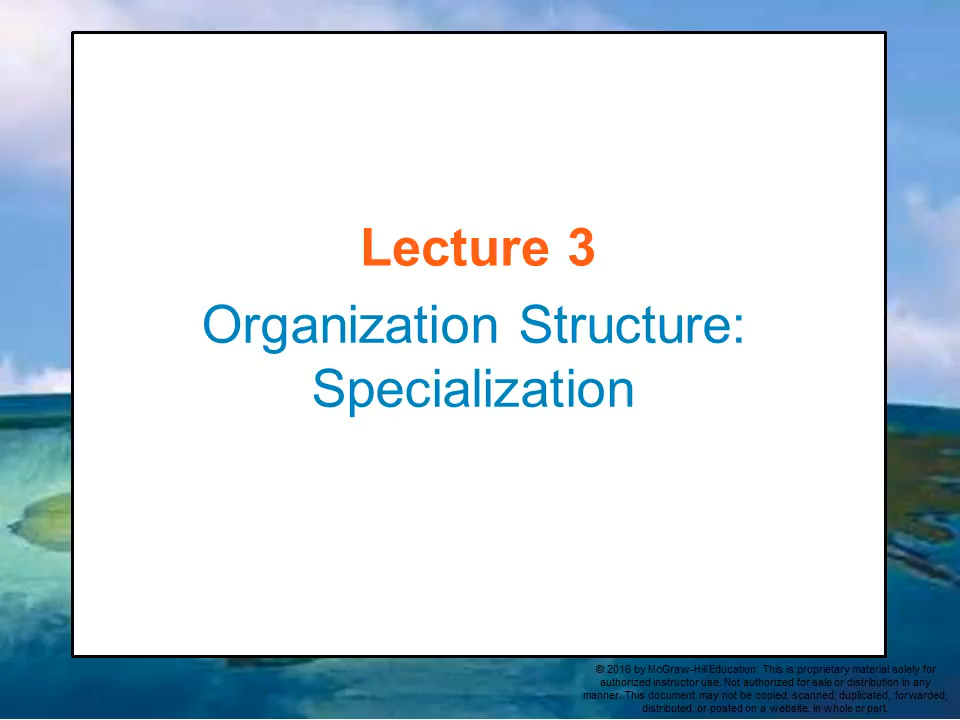 Lecture 3
Organization Structure:
Specialization
© 2016 by McGraw-Hill Education. This is proprietary material solely for
authorized instructor use. Not authorized for sale or distribution in any
manner. This document may not be copied, scanned, duplicated, forwarded,
distributed, or posted on a website, in whole or part.